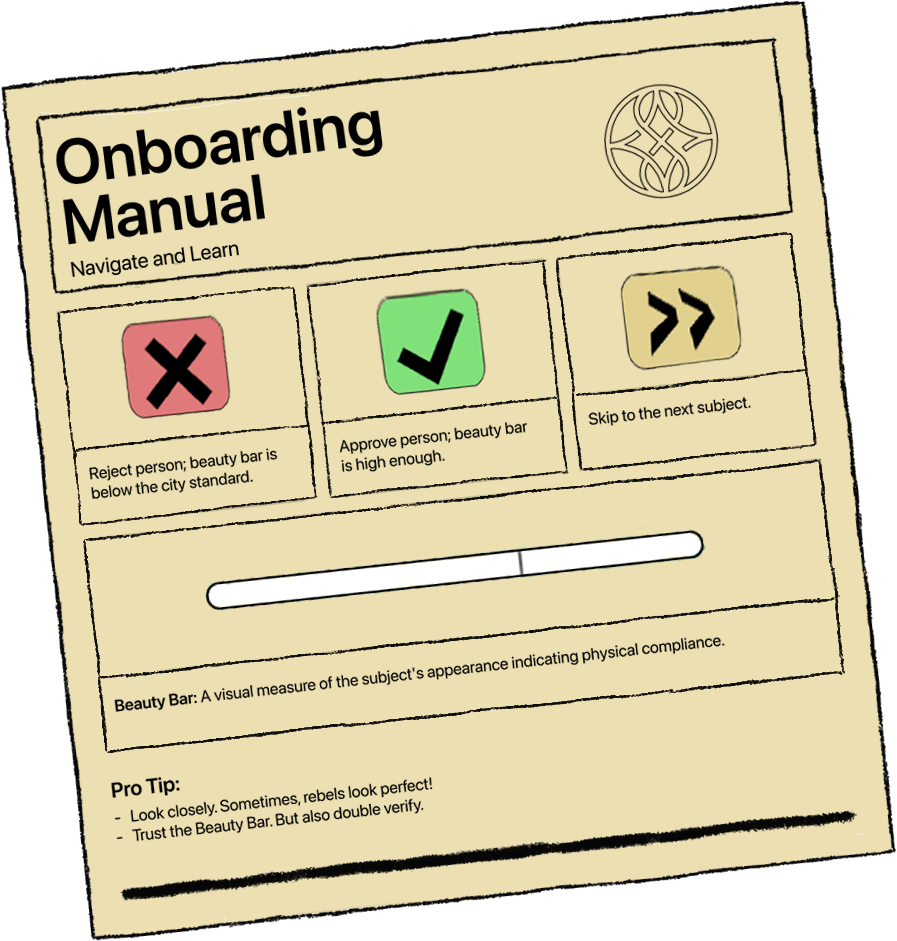 Onboarding
Manual
Navigate and Learn
Reject person; beauty bar is
below the city standard.
Approve person; beauty bar
is high enough.
Skip to the next subject.
Beauty Bar: A visual measure of the subject's appearance indicating physical compliance.
Pro Tip:
- Look closely. Sometimes, rebels look perfect!
- Trust the Beauty Bar. But also double verify.